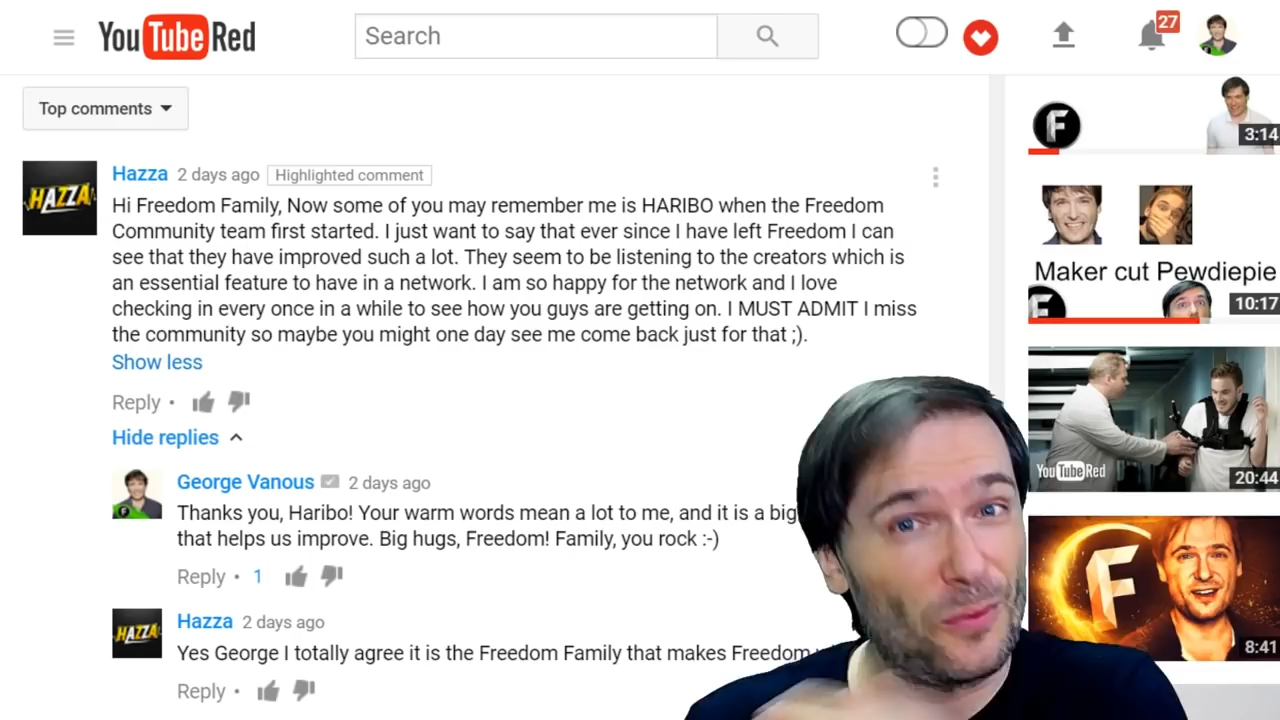 YouTube Red
Search
27
Top comments
HAZZA
Hazza 2 days ago Highlighted comment
Hi Freedom Family, Now some of you may remember me is HARIBO when the Freedom
Community team first started. I just want to say that ever since I have left Freedom I can
see that they have improved such a lot. They seem to be listening to the creators which is
an essential feature to have in a network. I am so happy for the network and I love
checking in every once in a while to see how you guys are getting on. I MUST ADMIT I miss
the community so maybe you might one day see me come back just for that ;).
Show less
Reply •
Hide replies
George Vanous 2 days ago
Thanks you, Haribo! Your warm words mean a lot to me, and it is a big
that helps us improve. Big hugs, Freedom! Family, you rock :-)
Reply • 1
HAZZA
Hazza 2 days ago
Yes George I totally agree it is the Freedom Family that makes Freedom
Reply •
F
3:14
Maker cut Pewdiepie
F
10:17
YouTube Red
20:44
F
8:41